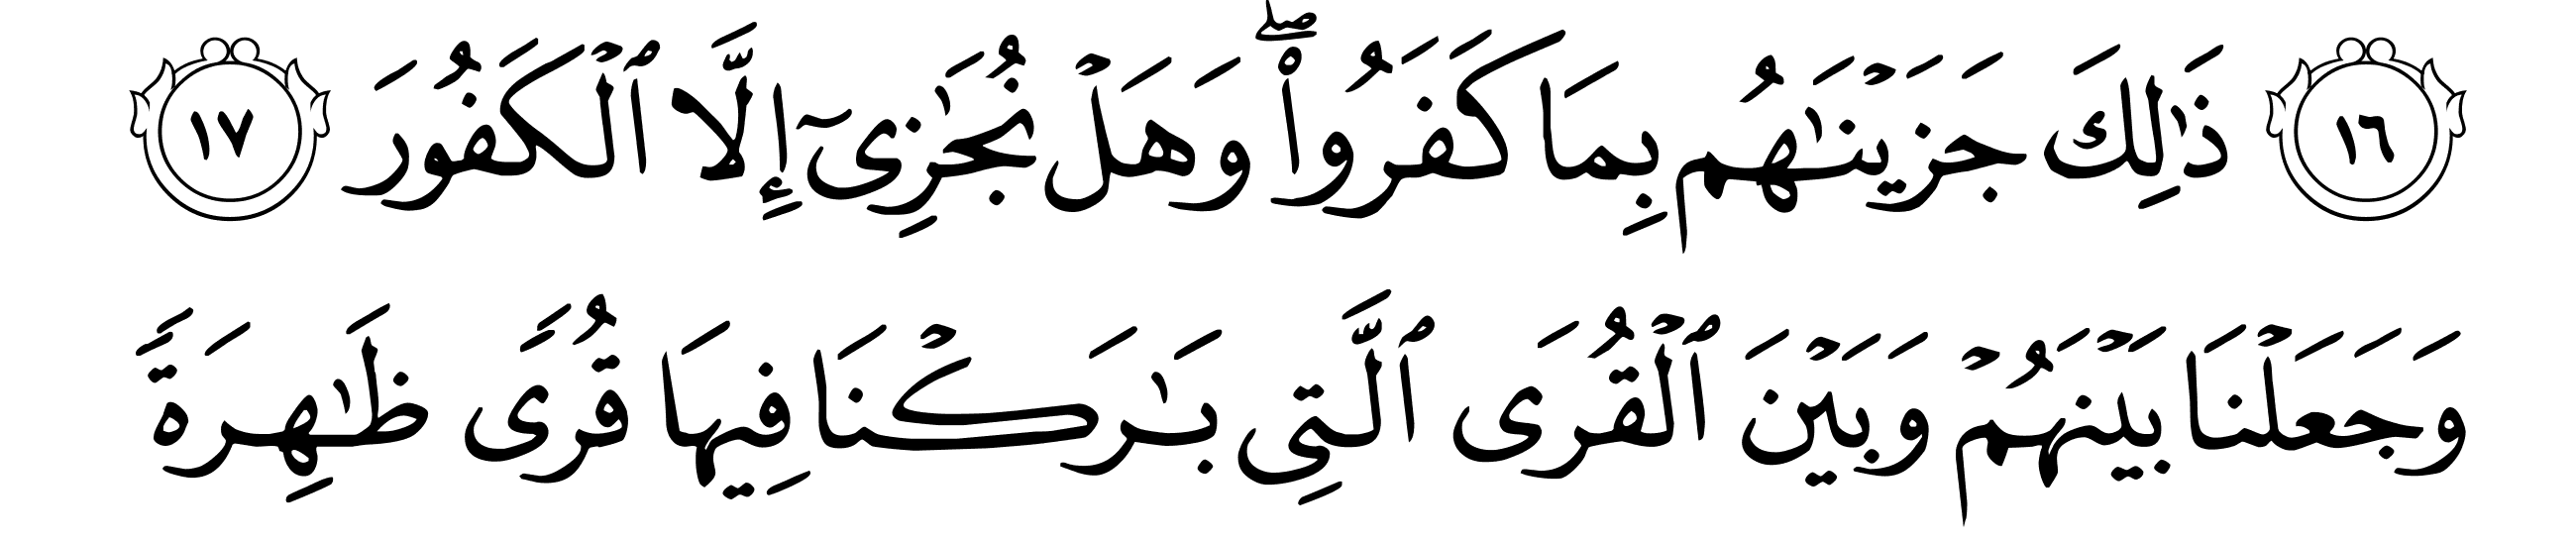 ١٦ ذَٰلِكَ جَزَيْنَٰهُم بِمَا كَفَرُوا۟ ۖ وَهَلْ نُجَٰزِىٓ إِلَّا ٱلْكَفُورَ ١٧
وَجَعَلْنَا بَيْنَهُمْ وَبَيْنَ ٱلْقُرَى ٱلَّتِى بَٰرَكْنَا فِيهَا قُرًى ظَٰهِرَةً